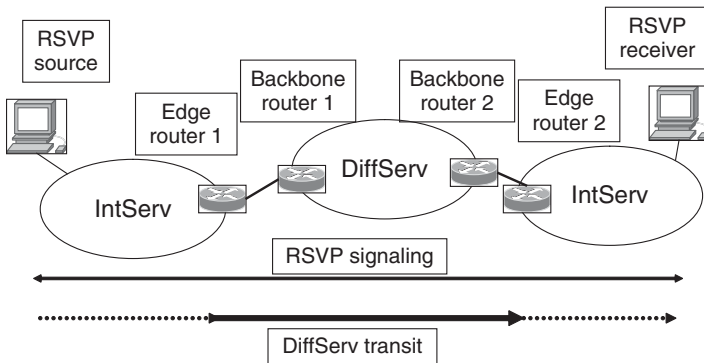 RSVP
source
Edge
router 1
Backbone
router 1
Backbone
router 2
Edge
router 2
RSVP
receiver
IntServ
DiffServ
IntServ
RSVP signaling
DiffServ transit